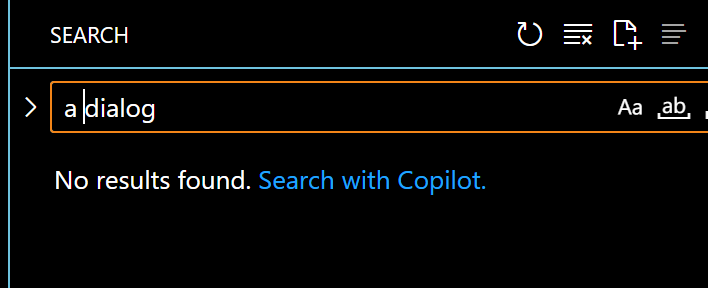 SEARCH
a dialog
Aa
ab
No results found. Search with Copilot.